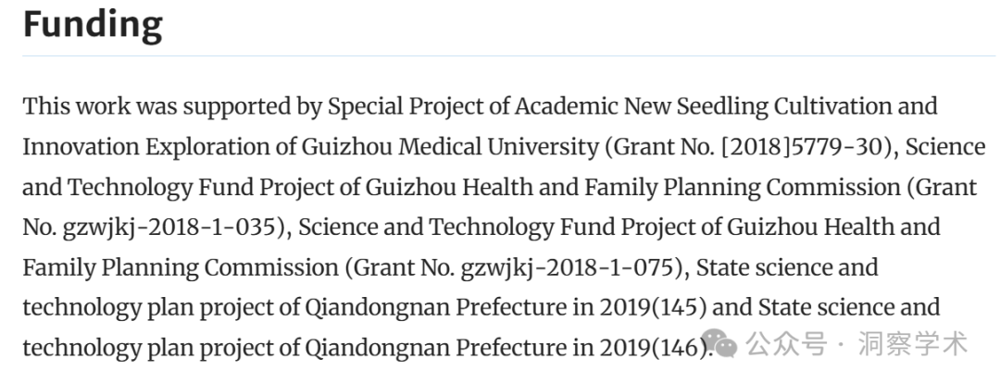 Funding
This work was supported by Special Project of Academic New Seedling Cultivation and
Innovation Exploration of Guizhou Medical University (Grant No. [2018]5779-30), Science
and Technology Fund Project of Guizhou Health and Family Planning Commission (Grant
No. gzwjkj-2018-1-035), Science and Technology Fund Project of Guizhou Health and
Family Planning Commission (Grant No. gzwjkj-2018-1-075), State science and
technology plan project of Qiandongnan Prefecture in 2019(145) and State science and
technology plan project of Qiandongnan Prefecture in 2019(146).
公众号 · 洞察学术